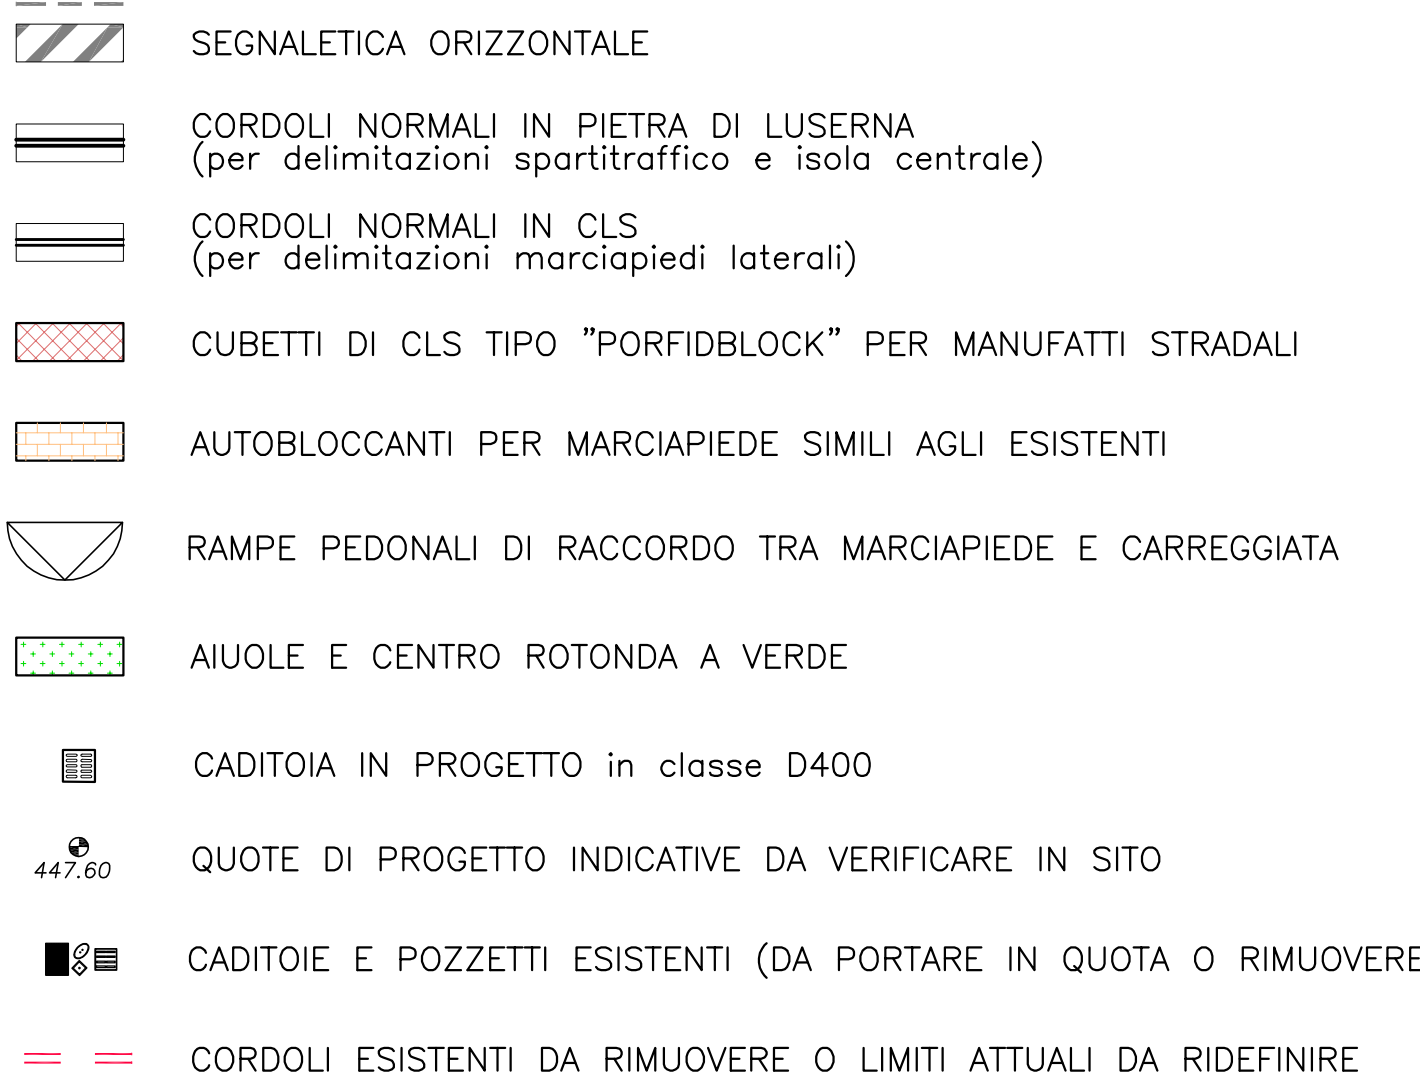 SEGNALETICA ORIZZONTALE
CORDOLI NORMALI IN PIETRA DI LUSERNA
(per delimitazioni spartitraffico e isola centrale)
CORDOLI NORMALI IN CLS
(per delimitazioni marciapiedi laterali)
CUBETTI DI CLS TIPO ”PORFIDBLOCK” PER MANUFATTI STRADALI
AUTOBLOCCANTI PER MARCIAPIEDE SIMILI AGLI ESISTENTI
RAMPE PEDONALI DI RACCORDO TRA MARCIAPIEDE E CARREGGIATA
AIUOLE E CENTRO ROTONDA A VERDE
CADITOIA IN PROGETTO in classe D400
447.60 QUOTE DI PROGETTO INDICATIVE DA VERIFICARE IN SITO
CADITOIE E POZZETTI ESISTENTI (DA PORTARE IN QUOTA O RIMUOVERE
CORDOLI ESISTENTI DA RIMUOVERE O LIMITI ATTUALI DA RIDEFINIRE